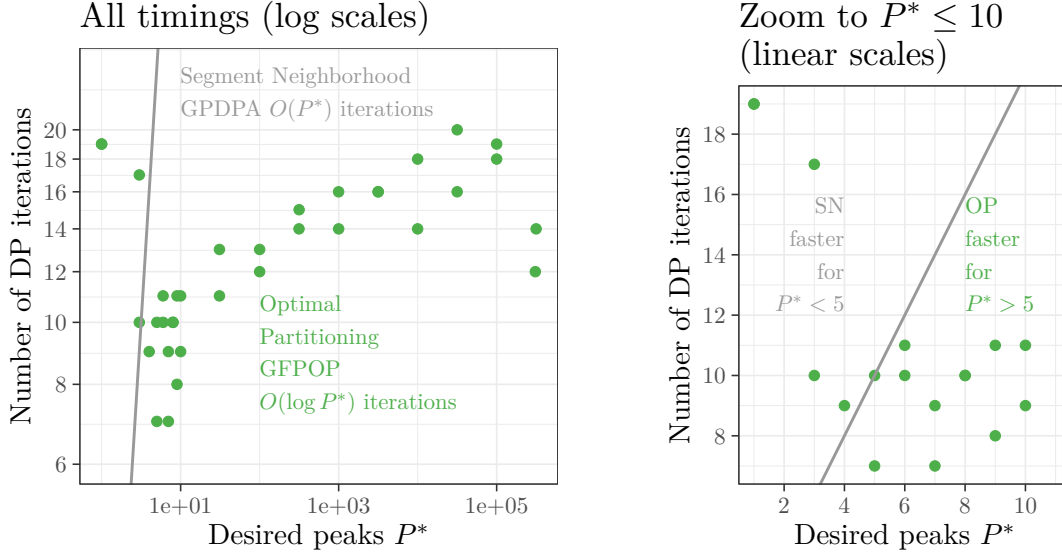 All timings (log scales)
Number of DP iterations
20
18
16
14
12
10
8
6
Segment Neighborhood
GPDPA O(P*) iterations
Optimal
Partitioning
GFPOP
O(log P*) iterations
1e+01
1e+03
1e+05
Desired peaks P*
Zoom to P* ≤ 10
(linear scales)
Number of DP iterations
18
16
14
12
10
8
SN
faster
for
P* < 5
OP
faster
for
P* > 5
2
4
6
8
10
Desired peaks P*